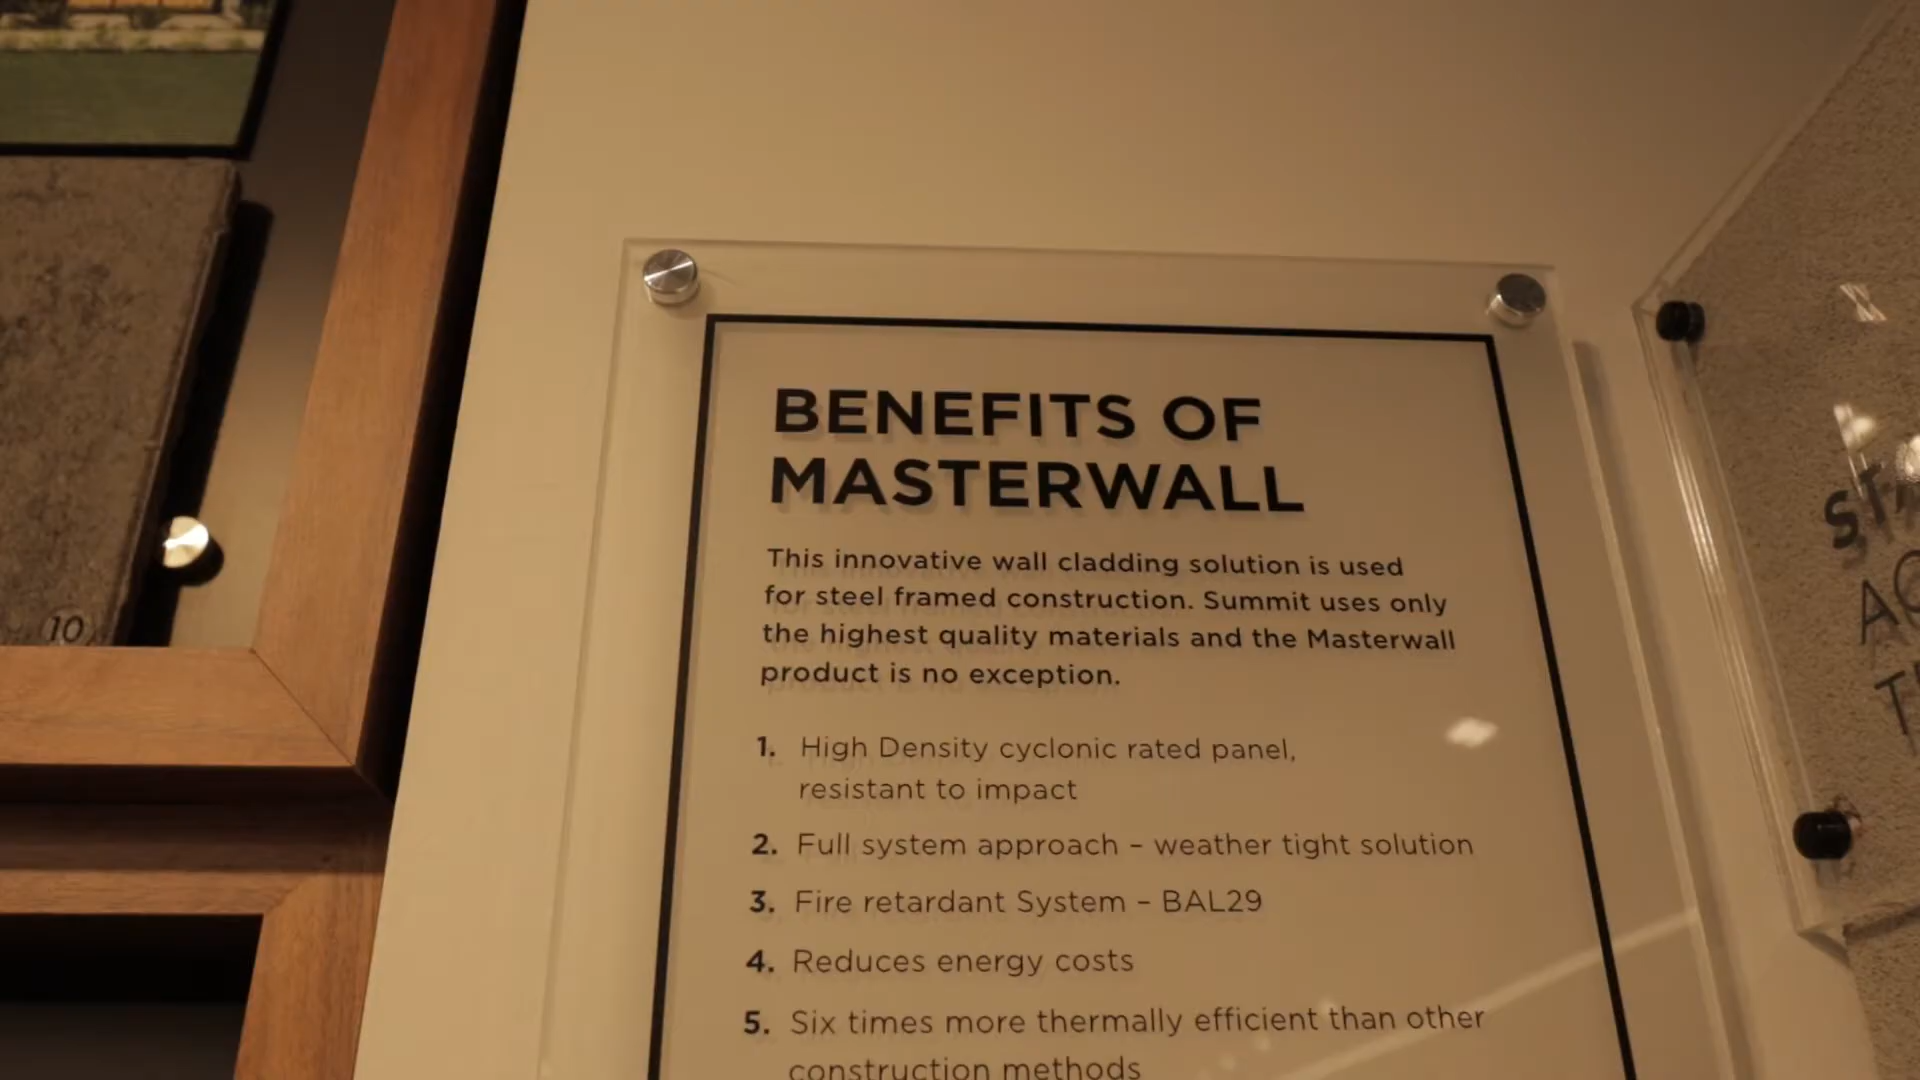 10
BENEFITS OF
MASTERWALL
This innovative wall cladding solution is used
for steel framed construction. Summit uses only
the highest quality materials and the Masterwall
product is no exception.
1. High Density cyclonic rated panel,
resistant to impact
2. Full system approach – weather tight solution
3. Fire retardant System – BAL29
4. Reduces energy costs
5. Six times more thermally efficient than other
construction methods